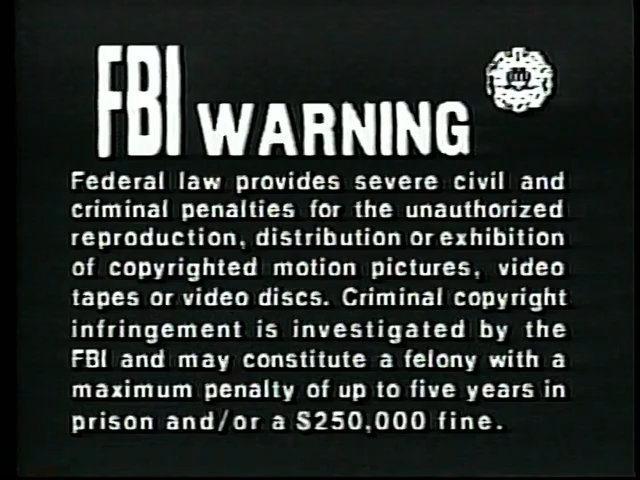 FBI WARNING
Federal law provides severe civil and
criminal penalties for the unauthorized
reproduction, distribution or exhibition
of copyrighted motion pictures, video
tapes or video discs. Criminal copyright
infringement is investigated by the
FBI and may constitute a felony with a
maximum penalty of up to five years in
prison and/or a $250,000 fine.